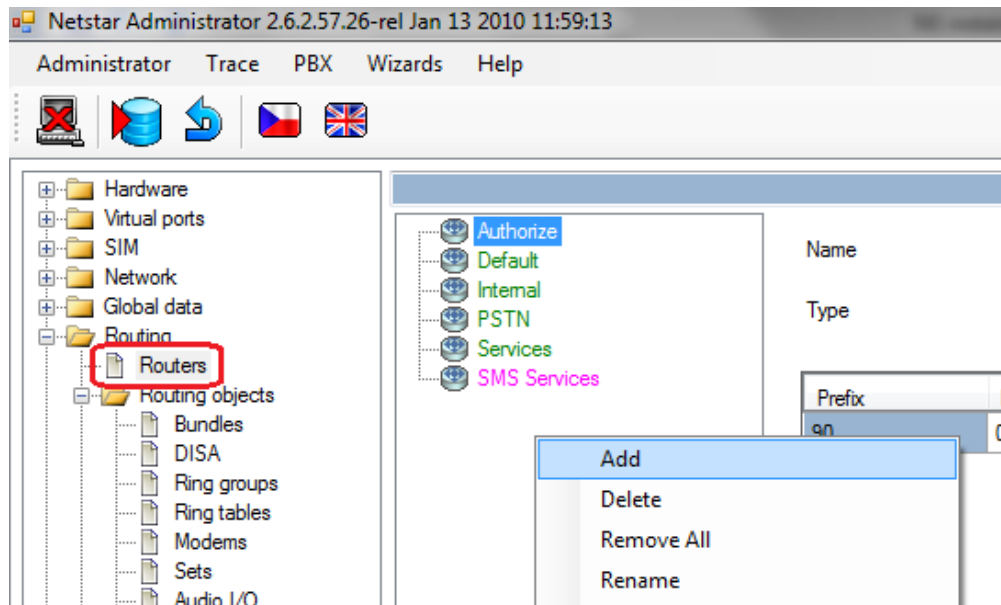 Netstar Administrator 2.6.2.57.26-rel Jan 13 2010 11:59:13
Administrator Trace PBX Wizards Help
Hardware
Virtual ports
SIM
Network
Global data
Routing
Routers
Routing objects
Bundles
DISA
Ring groups
Ring tables
Modems
Sets
Audio I/O
Authorize
Default
Internal
PSTN
Services
SMS Services
Name
Type
Prefix
90
Add
Delete
Remove All
Rename